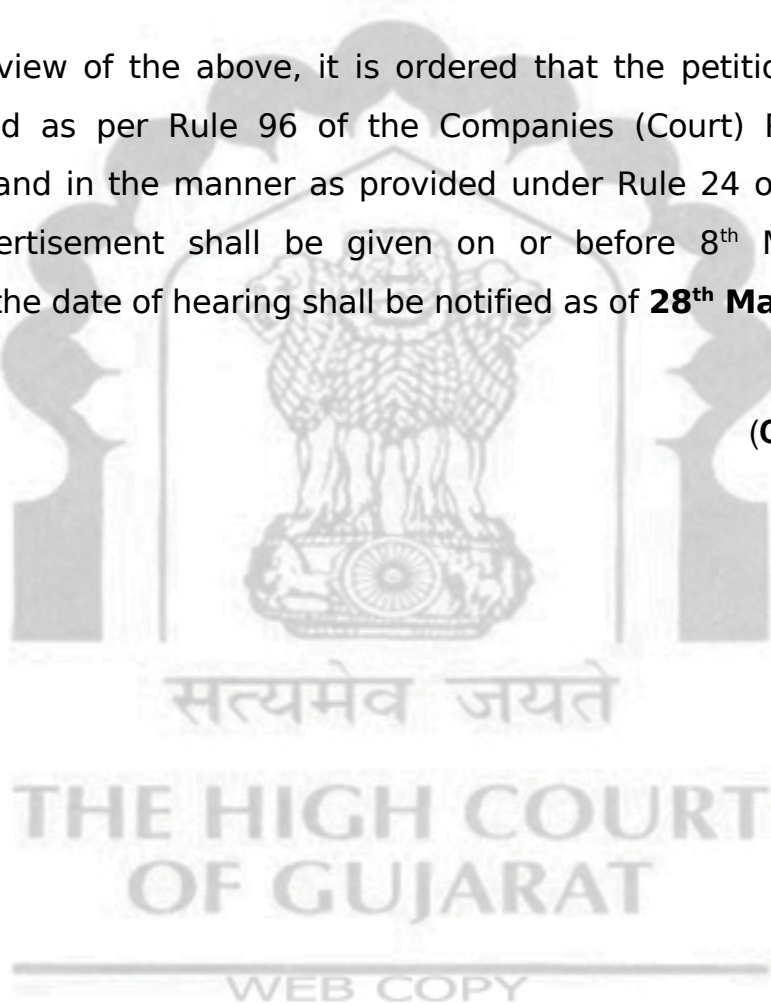 view of the above, it is ordered that the petitio
d as per Rule 96 of the Companies (Court)
and in the manner as provided under Rule 24 o
ertisement shall be given on or before 8th M
the date of hearing shall be notified as of 28th Ma
(
सत्यमेव जयते
THE HIGH COURT
OF GUJARAT
WEB COPY